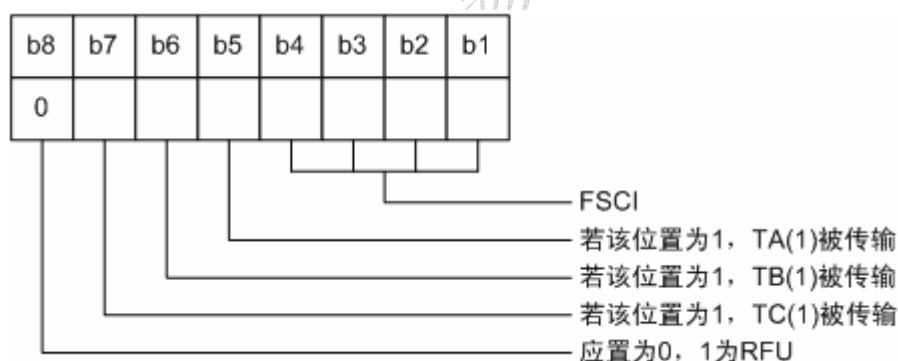 b8 b7 b6 b5 b4 b3 b2 b1
0
FSCI
若该位置为1，TA(1)被传输
若该位置为1，TB(1)被传输
若该位置为1，TC(1)被传输
应置为0，1为RFU